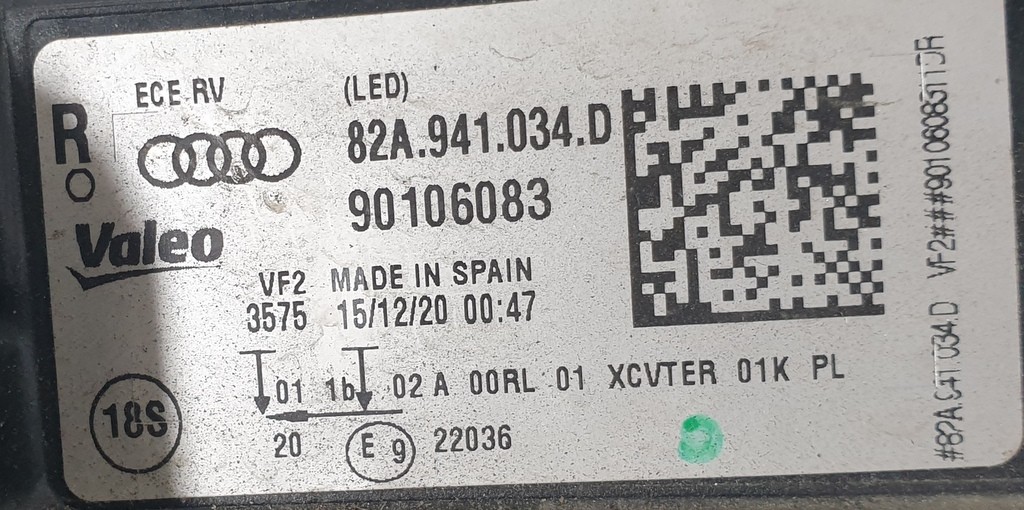 ECE RV (LED)
R
82A.941.034.D
90106083
Valeo
VF2 MADE IN SPAIN
3575 15/12/20 00:47
01 1b 02 A 00RL 01 XCVTER 01K PL
18S
20 E 9 22036
#82A.941.034.D VF2###90106083